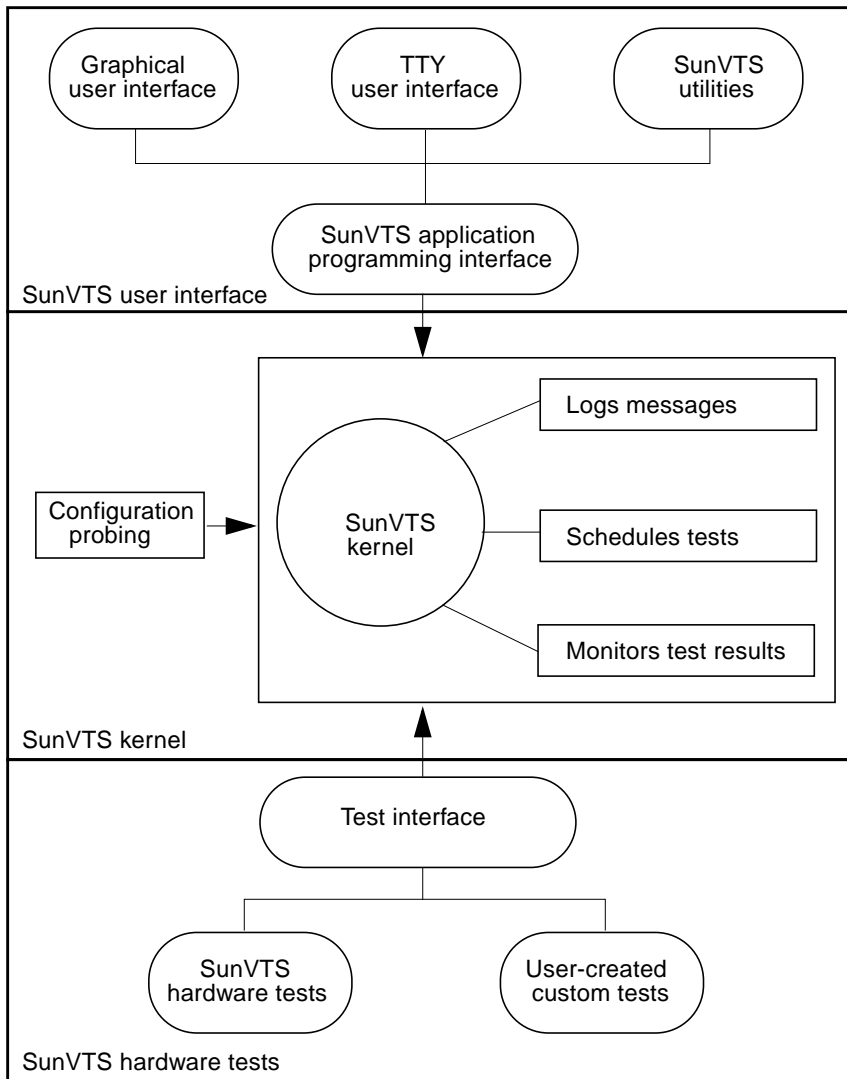 Graphical
user interface
TTY
user interface
SunVTS
utilities
SunVTS application
programming interface
SunVTS user interface
Logs messages
Configuration
probing
SunVTS
kernel
Schedules tests
Monitors test results
SunVTS kernel
Test interface
SunVTS
hardware tests
User-created
custom tests
SunVTS hardware tests